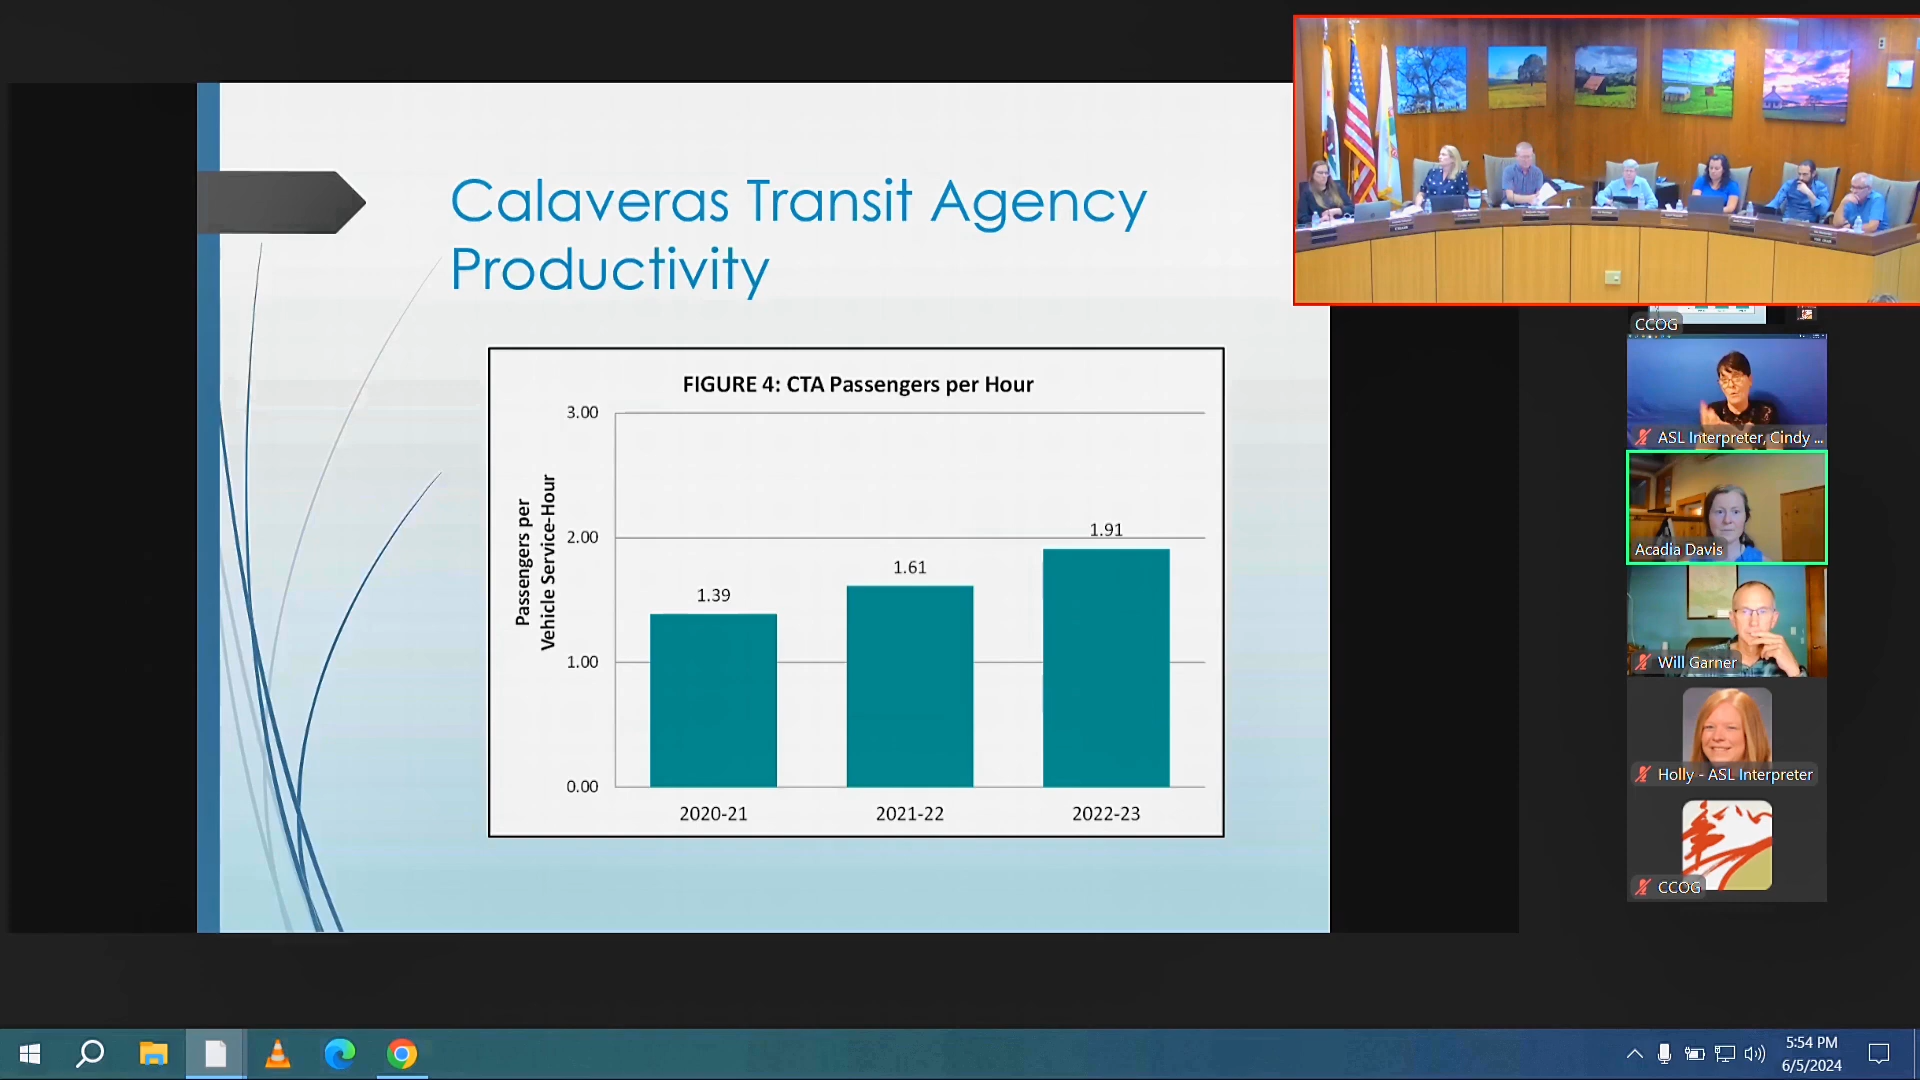 Calaveras Transit Agency
Productivity
FIGURE 4: CTA Passengers per Hour
Passengers per
Vehicle Service-Hour
3.00
2.00
1.00
0.00
1.39
1.61
1.91
2020-21
2021-22
2022-23
CCOG
ASL Interpreter, Cindy ...
Acadia Davis
Will Garner
Holly - ASL Interpreter
CCOG
5:54 PM
6/5/2024